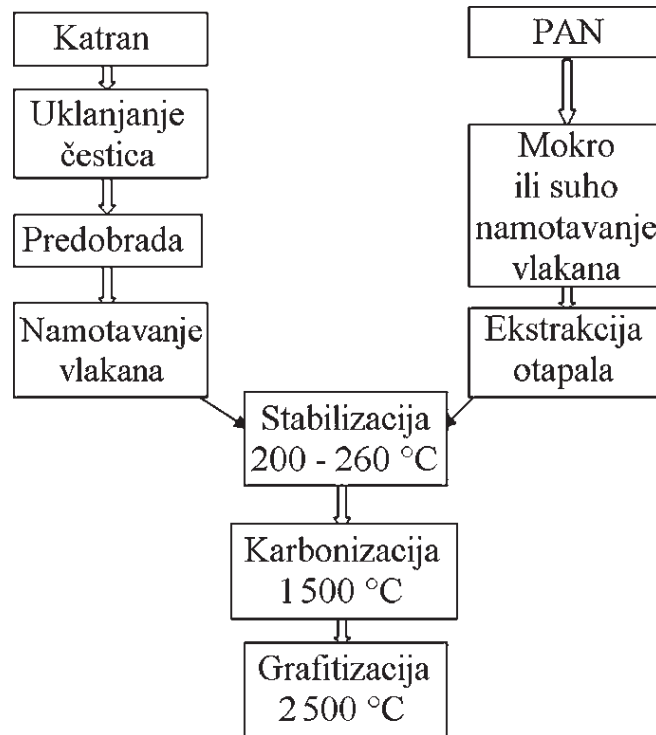 Katran
Uklanjanje
čestica
Predobrada
Namotavanje
vlakana
PAN
Mokro
ili suho
namotavanje
vlakana
Ekstrakcija
otapala
Stabilizacija
200 - 260 °C
Karbonizacija
1 500 °C
Grafitizacija
2 500 °C